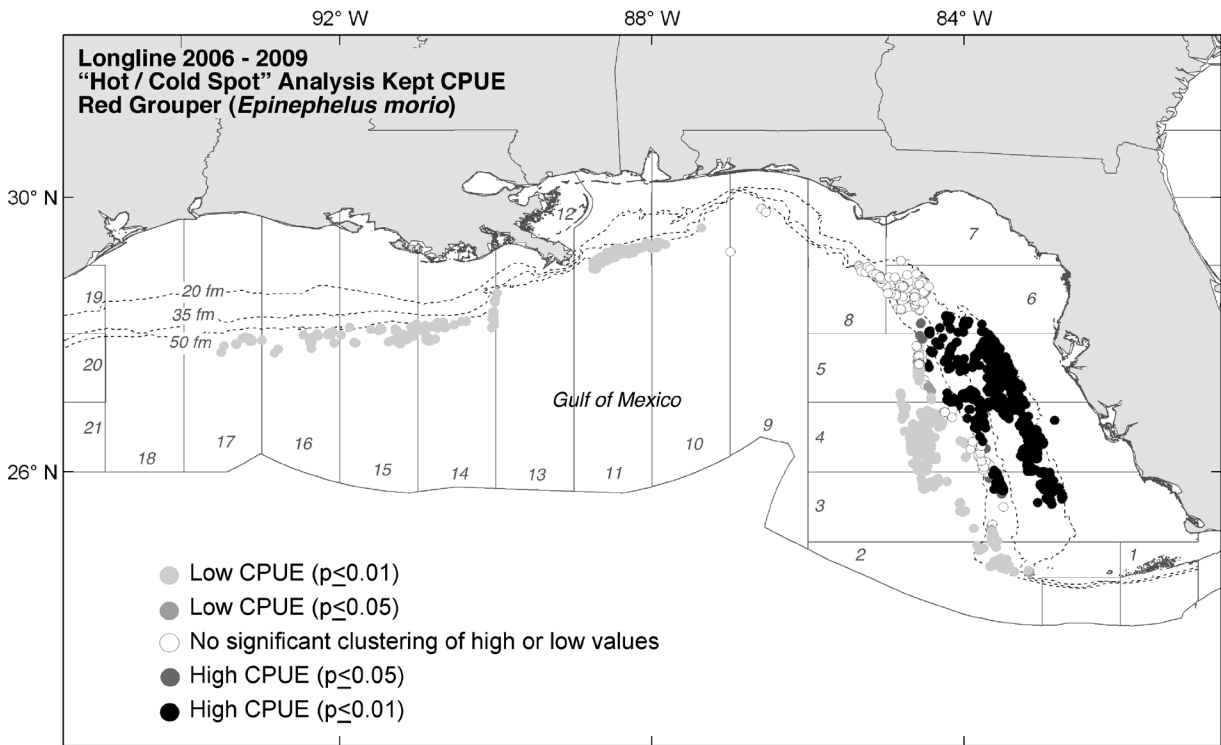 92° W
88° W
84° W
Longline 2006 - 2009
“Hot / Cold Spot” Analysis Kept CPUE
Red Grouper (Epinephelus morio)
30° N
12
7
19
20 fm
6
35 fm
8
50 fm
20
5
Gulf of Mexico
21
17
16
9
4
18
15
14
13
11
10
26° N
3
2
1
Low CPUE (p≤0.01)
Low CPUE (p≤0.05)
No significant clustering of high or low values
High CPUE (p≤0.05)
High CPUE (p≤0.01)